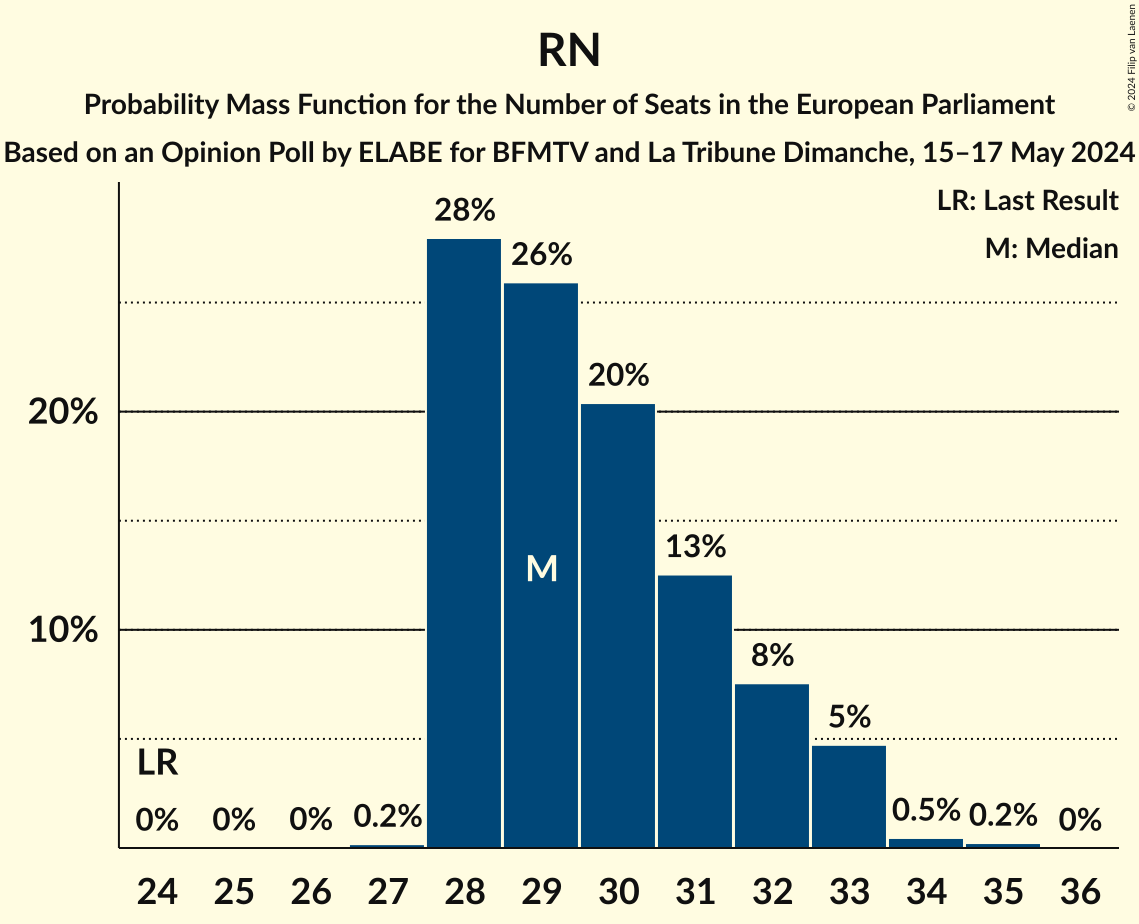 RN
Probability Mass Function for the Number of Seats in the European Parliament
Based on an Opinion Poll by ELABE for BFMTV and La Tribune Dimanche, 15–17 May 2024
© 2024 Filip van Laenen
LR: Last Result
M: Median
28%
26%
20%
20%
13%
M
10%
8%
5%
LR
0% 0% 0% 0.2% 0.5% 0.2% 0%
24 25 26 27 28 29 30 31 32 33 34 35 36